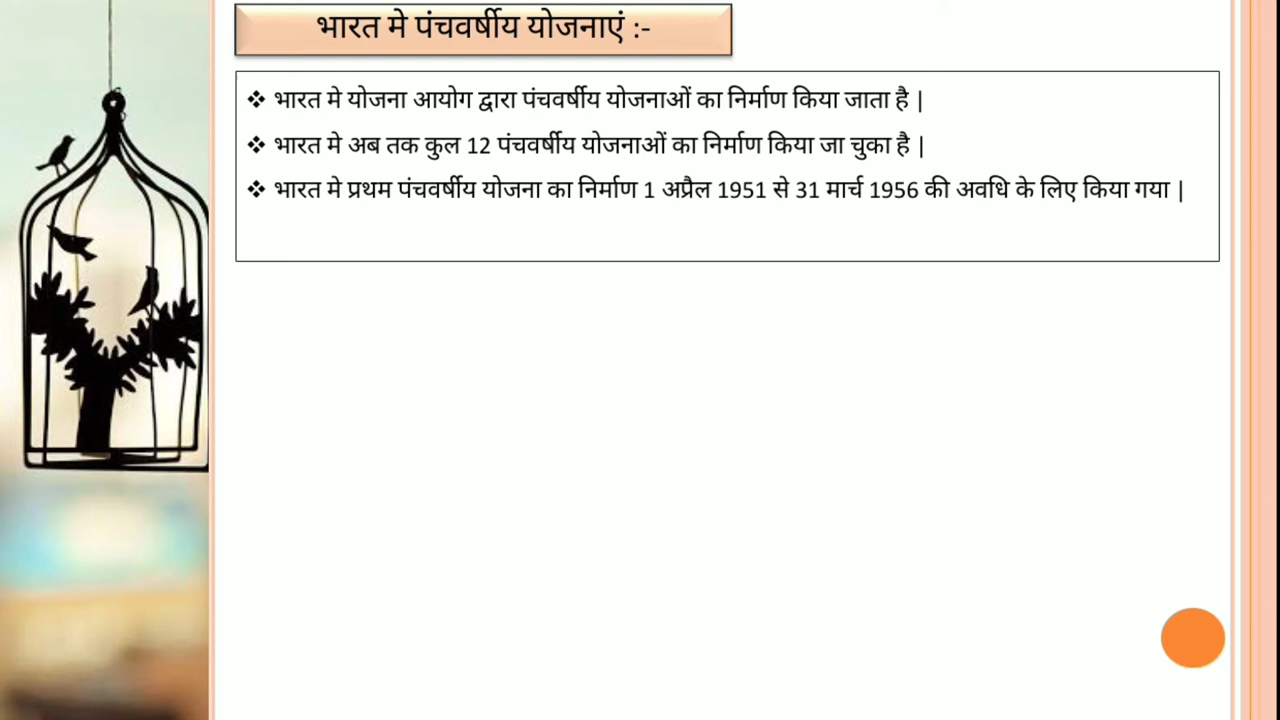 भारत मे पंचवर्षीय योजनाएं :-
❖ भारत मे योजना आयोग द्वारा पंचवर्षीय योजनाओं का निर्माण किया जाता है |
❖ भारत मे अब तक कुल 12 पंचवर्षीय योजनाओं का निर्माण किया जा चुका है |
❖ भारत मे प्रथम पंचवर्षीय योजना का निर्माण 1 अप्रैल 1951 से 31 मार्च 1956 की अवधि के लिए किया गया |